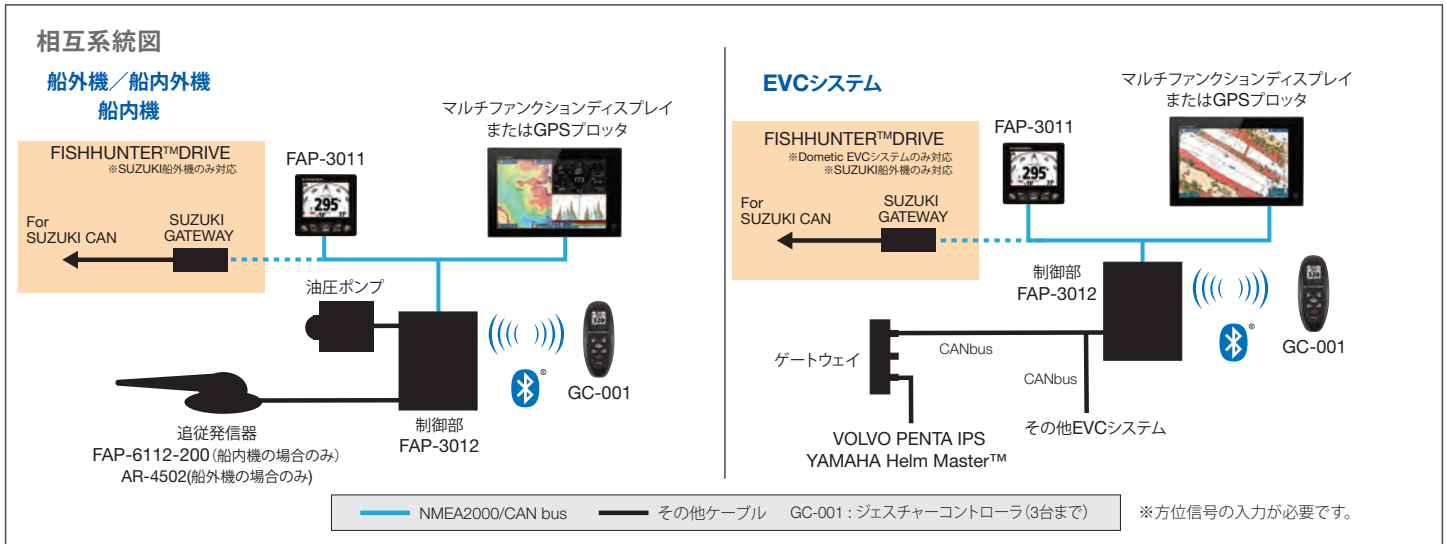 相互系統図
船外機／船内外機
船内機
マルチファンクションディスプレイ
またはGPSプロッタ
FISHHUNTER™DRIVE
※SUZUKI船外機のみ対応
FAP-3011
295
For
SUZUKI CAN
SUZUKI
GATEWAY
油圧ポンプ
GC-001
制御部
FAP-3012
追従発信器
FAP-6112-200（船内機の場合のみ）
AR-4502(船外機の場合のみ)
EVCシステム
マルチファンクションディスプレイ
またはGPSプロッタ
FISHHUNTER™DRIVE
※Dometic EVCシステムのみ対応
※SUZUKI船外機のみ対応
FAP-3011
295
For
SUZUKI CAN
SUZUKI
GATEWAY
制御部
FAP-3012
ゲートウェイ
CANbus
CANbus
GC-001
その他EVCシステム
VOLVO PENTA IPS
YAMAHA Helm Master™
NMEA2000/CAN bus その他ケーブル GC-001 : ジェスチャーコントローラ（3台まで） ※方位信号の入力が必要です。